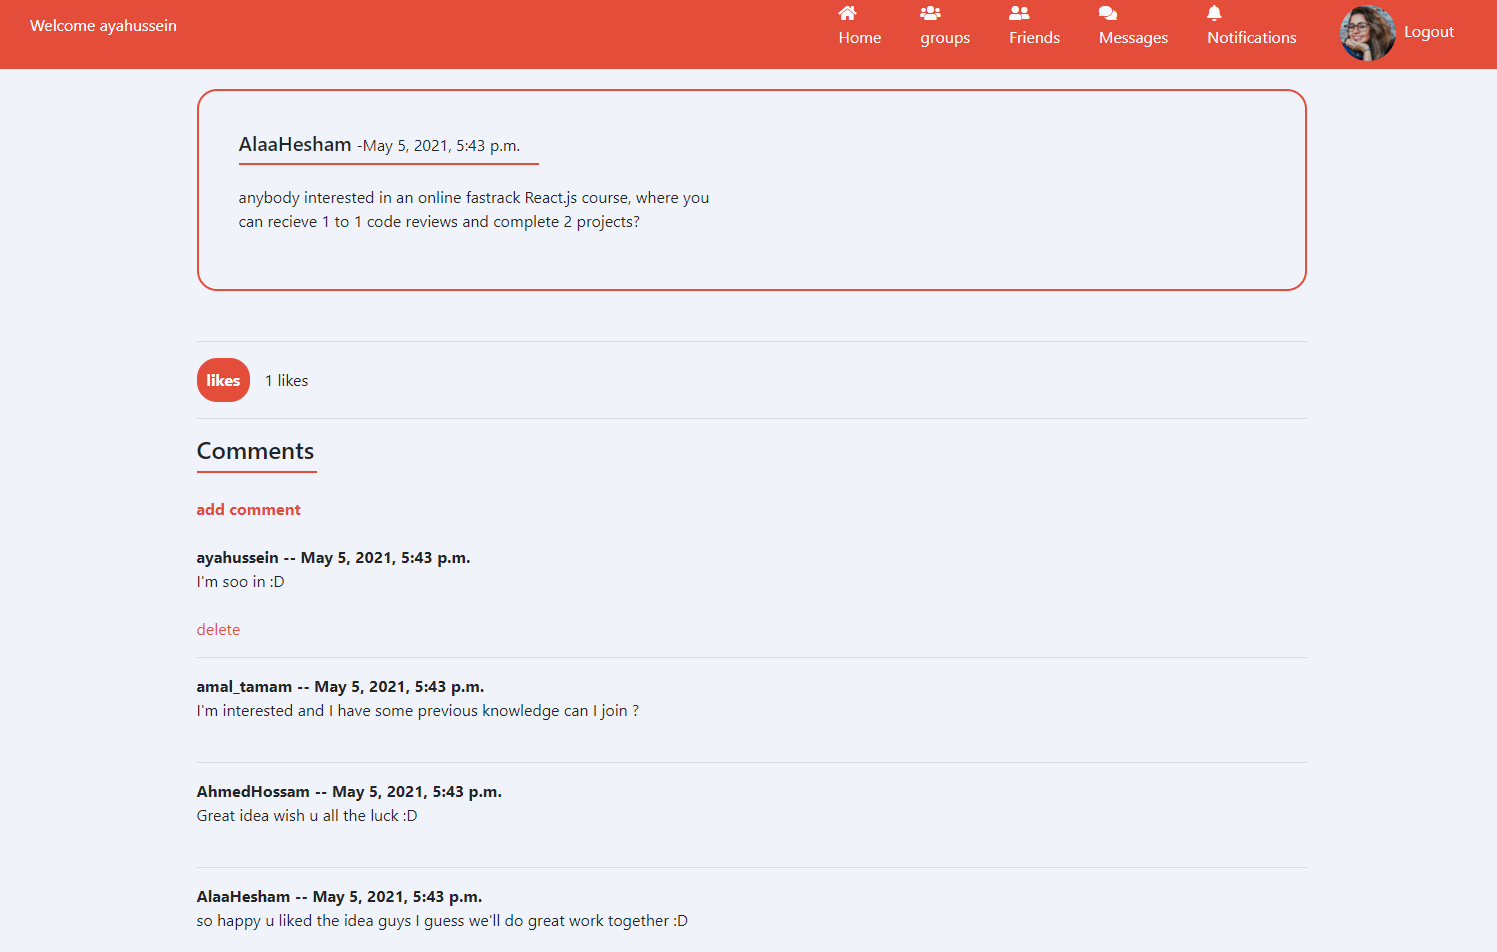 Welcome ayahussein
Home
groups
Friends
Messages
Notifications
Logout
AlaaHesham -May 5, 2021, 5:43 p.m.
anybody interested in an online fastrack React.js course, where you
can recieve 1 to 1 code reviews and complete 2 projects?
likes 1 likes
Comments
add comment
ayahussein -- May 5, 2021, 5:43 p.m.
I'm soo in :D
delete
amal_tamam -- May 5, 2021, 5:43 p.m.
I'm interested and I have some previous knowledge can I join ?
AhmedHossam -- May 5, 2021, 5:43 p.m.
Great idea wish u all the luck :D
AlaaHesham -- May 5, 2021, 5:43 p.m.
so happy u liked the idea guys I guess we'll do great work together :D